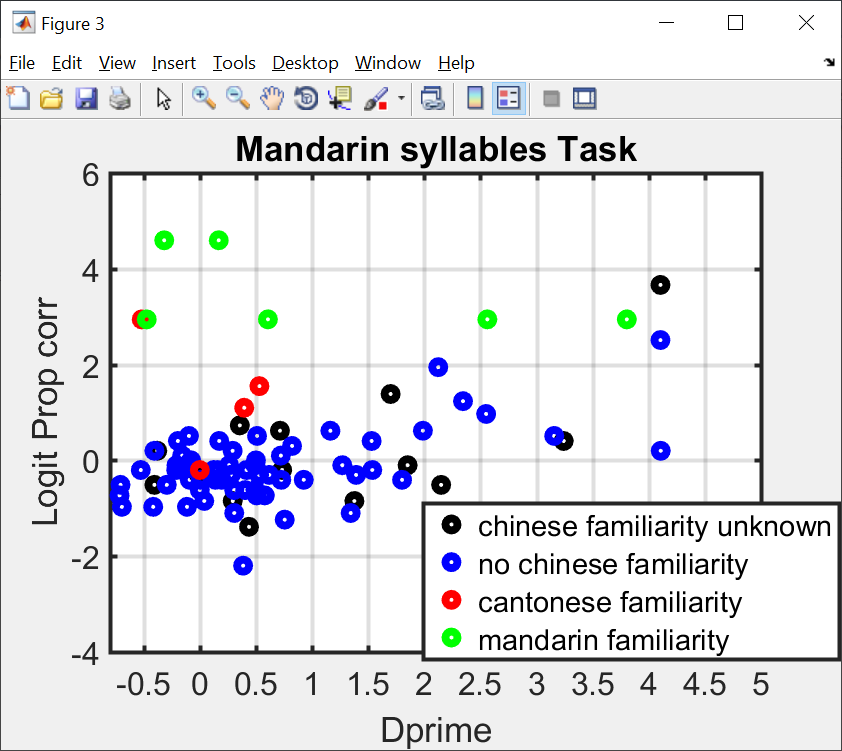 Figure 3
File Edit View Insert Tools Desktop Window Help
Mandarin syllables Task
6
4
2
0
-2
-4
Logit Prop corr
chinese familiarity unknown
no chinese familiarity
cantonese familiarity
mandarin familiarity
-0.5 0 0.5 1 1.5 2 2.5 3 3.5 4 4.5 5
Dprime